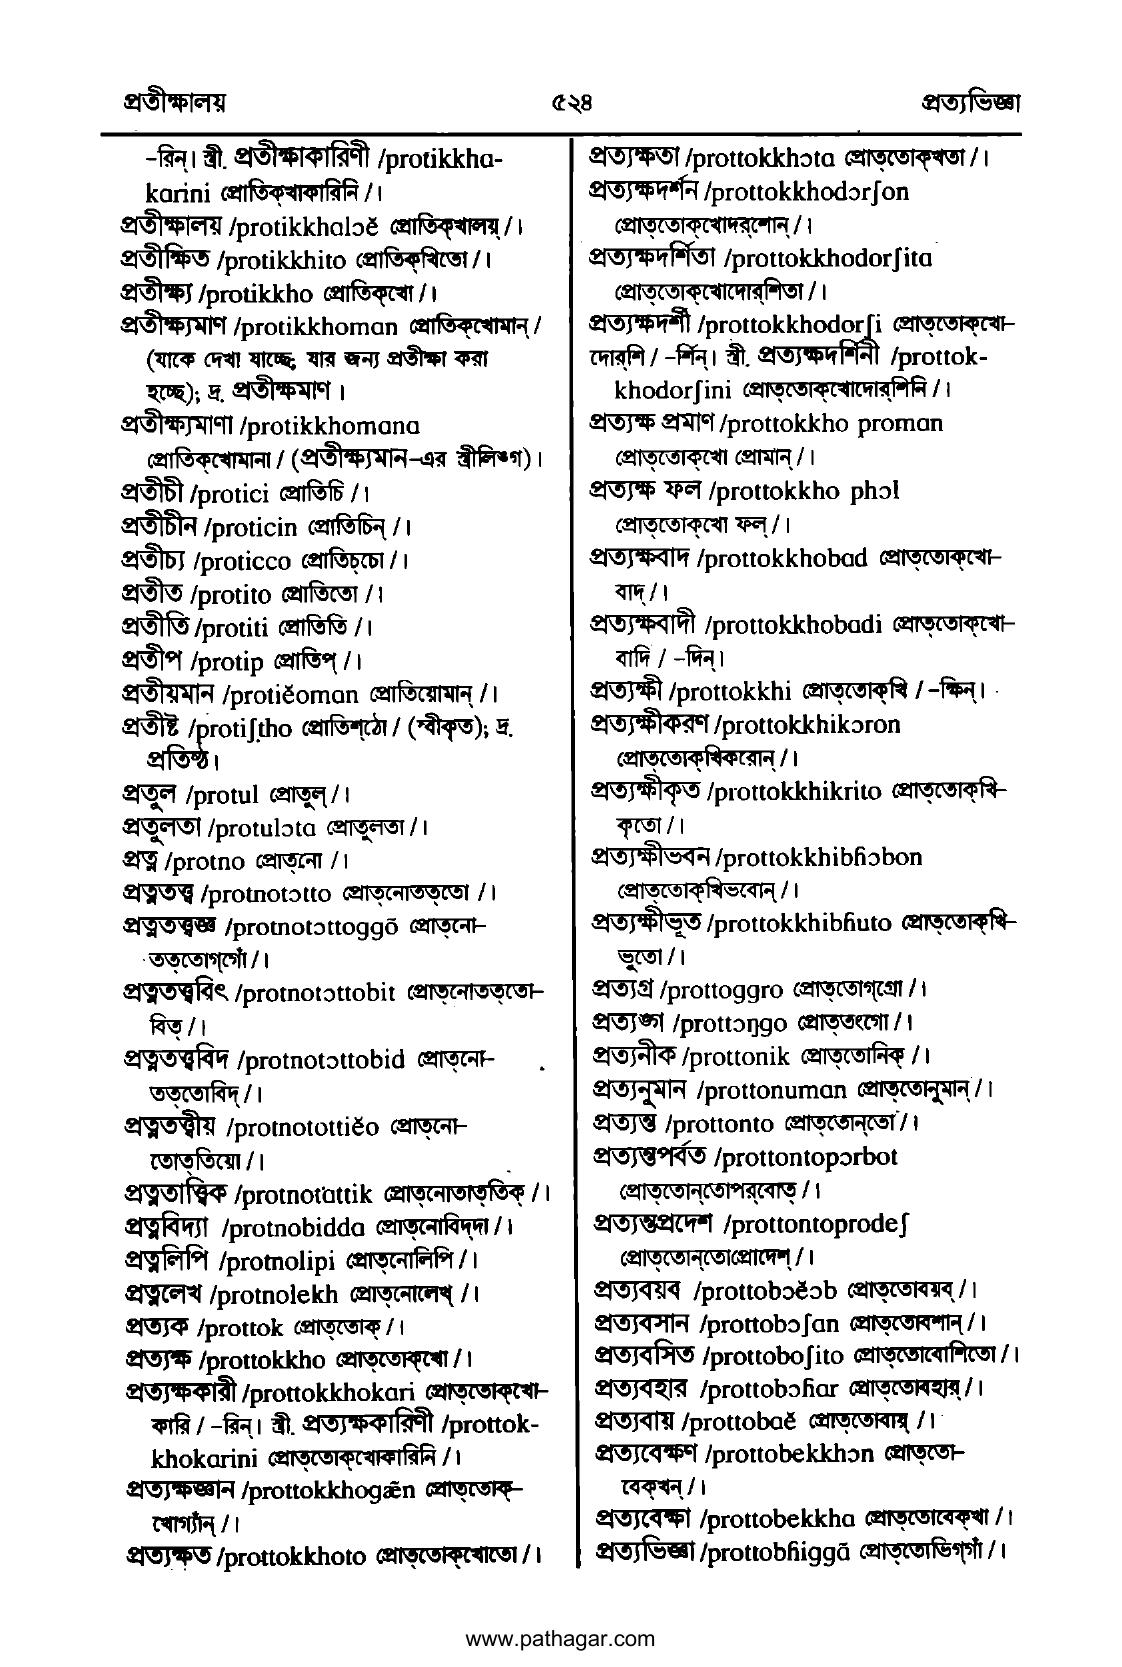 প্রতীক্ষালয় ৫২৪ প্রত্যভিজ্ঞা
-রিন্‌। স্ত্রী. প্রতীক্ষাকারিণী /protikkha-
karini প্রোতিক্‌খাকারিনি /।
প্রতীক্ষালয় /protikkhalɔĕ প্রোতিক্‌খালয়্‌ /।
প্রতীক্ষিত /protikkhito প্রোতিক্‌খিতো /।
প্রতীক্ষ্য /protikkho প্রোতিক্‌খো /।
প্রতীক্ষ্যমাণ /protikkhoman প্রোতিক্‌খোমান্‌ /
(যাকে দেখা যাচ্ছে; যার জন্য প্রতীক্ষা করা
হচ্ছে); দ্র. প্রতীক্ষমাণ ।
প্রতীক্ষ্যমাণা /protikkhomana
প্রোতিক্‌খোমানা / (প্রতীক্ষ্যমান-এর স্ত্রীলিঙ্গ)।
প্রতীচী /protici প্রোতিচি /।
প্রতীচীন /proticin প্রোতিচিন্‌ /।
প্রতীচ্য /proticco প্রোতিচ্‌চো /।
প্রতীত /protito প্রোতিতো /।
প্রতীতি /protiti প্রোতিতি /।
প্রতীপ /protip প্রোতিপ্‌ /।
প্রতীয়মান /protiĕoman প্রোতিয়োমান্‌ /।
প্রতীষ্ট /protiʃtho প্রোতিশ্‌ঠো / (স্বীকৃত); দ্র.
প্রতিষ্ঠ।
প্রতুল /protul প্রোতুল্‌ /।
প্রতুলতা /protulɔta প্রোতুলতা /।
প্রত্ন /protno প্রোত্‌নো /।
প্রত্নতত্ত্ব /protnotɔtto প্রোত্‌নোতত্‌তো /।
প্রত্নতত্ত্বজ্ঞ /protnotɔttoggõ প্রোত্‌নো-
তত্‌তোগ্‌গোঁ /।
প্রত্নতত্ত্ববিৎ /protnotɔttobit প্রোত্‌নোতত্‌তো-
বিত্‌ /।
প্রত্নতত্ত্ববিদ /protnotɔttobid প্রোত্‌নো-
তত্‌তোবিদ্‌ /।
প্রত্নতত্ত্বীয় /protnotottiĕo প্রোত্‌নো-
তোত্‌তিয়ো /।
প্রত্নতাত্ত্বিক /protnotattik প্রোত্‌নোতাত্‌তিক্‌ /।
প্রত্নবিদ্যা /protnobidda প্রোত্‌নোবিদ্‌দা /।
প্রত্নলিপি /protnolipi প্রোত্‌নোলিপি /।
প্রত্নলেখ /protnolekh প্রোত্‌নোলেখ্‌ /।
প্রত্যক /prottok প্রোত্‌তোক্‌ /।
প্রত্যক্ষ /prottokkho প্রোত্‌তোক্‌খো /।
প্রত্যক্ষকারী /prottokkhokari প্রোত্‌তোক্‌খো-
কারি / -রিন্‌। স্ত্রী. প্রত্যক্ষকারিণী /prottok-
khokarini প্রোত্‌তোক্‌খোকারিনি /।
প্রত্যক্ষজ্ঞান /prottokkhogæ̃n প্রোত্‌তোক্‌-
খোগ্যাঁন্‌ /।
প্রত্যক্ষত /prottokkhoto প্রোত্‌তোক্‌খোতো /।
প্রত্যক্ষতা /prottokkhɔta প্রোত্‌তোক্‌খতা /।
প্রত্যক্ষদর্শন /prottokkhodɔrʃon
প্রোত্‌তোক্‌খোদর্‌শোন্‌ /।
প্রত্যক্ষদর্শিতা /prottokkhodorʃita
প্রোত্‌তোক্‌খোদোর্‌শিতা /।
প্রত্যক্ষদর্শী /prottokkhodorʃi প্রোত্‌তোক্‌খো-
দোর্‌শি / -র্শিন্‌। স্ত্রী. প্রত্যক্ষদর্শিনী /prottok-
khodorʃini প্রোত্‌তোক্‌খোদোর্‌শিনি /।
প্রত্যক্ষ প্রমাণ /prottokkho proman
প্রোত্‌তোক্‌খো প্রোমান্‌ /।
প্রত্যক্ষ ফল /prottokkho phɔl
প্রোত্‌তোক্‌খো ফল্‌ /।
প্রত্যক্ষবাদ /prottokkhobad প্রোত্‌তোক্‌খো-
বাদ্‌ /।
প্রত্যক্ষবাদী /prottokkhobadi প্রোত্‌তোক্‌খো-
বাদি / -দিন্‌।
প্রত্যক্ষী /prottokkhi প্রোত্‌তোক্‌খি / -ক্ষিন্‌।
প্রত্যক্ষীকরণ /prottokkhikɔron
প্রোত্‌তোক্‌খিকরোন্‌ /।
প্রত্যক্ষীকৃত /prottokkhikrito প্রোত্‌তোক্‌খি-
কৃতো /।
প্রত্যক্ষীভবন /prottokkhibɦɔbon
প্রোত্‌তোক্‌খিভবোন্‌ /।
প্রত্যক্ষীভূত /prottokkhibɦuto প্রোত্‌তোক্‌খি-
ভুতো /।
প্রত্যগ্র /prottoggro প্রোত্‌তোগ্‌গ্রো /।
প্রত্যঙ্গ /prottɔŋgo প্রোত্‌তংগো /।
প্রত্যনীক /prottonik প্রোত্‌তোনিক্‌ /।
প্রত্যনুমান /prottonuman প্রোত্‌তোনুমান্‌ /।
প্রত্যন্ত /prottonto প্রোত্‌তোন্‌তো /।
প্রত্যন্তপর্বত /prottontopɔrbot
প্রোত্‌তোন্‌তোপর্‌বোত্‌ /।
প্রত্যন্তপ্রদেশ /prottontoprodeʃ
প্রোত্‌তোন্‌তোপ্রোদেশ্‌ /।
প্রত্যবয়ব /prottobɔĕɔb প্রোত্‌তোবয়ব্‌ /।
প্রত্যবসান /prottobɔʃan প্রোত্‌তোবশান্‌ /।
প্রত্যবসিত /prottoboʃito প্রোত্‌তোবোশিতো /।
প্রত্যবহার /prottobɔɦar প্রোত্‌তোবহার্‌ /।
প্রত্যবায় /prottobaĕ প্রোত্‌তোবায়্‌ /।
প্রত্যবেক্ষণ /prottobekkhɔn প্রোত্‌তো-
বেক্‌খন্‌ /।
প্রত্যবেক্ষা /prottobekkha প্রোত্‌তোবেক্‌খা /।
প্রত্যভিজ্ঞা /prottobɦiggã প্রোত্‌তোভিগ্‌গাঁ /।
www.pathagar.com